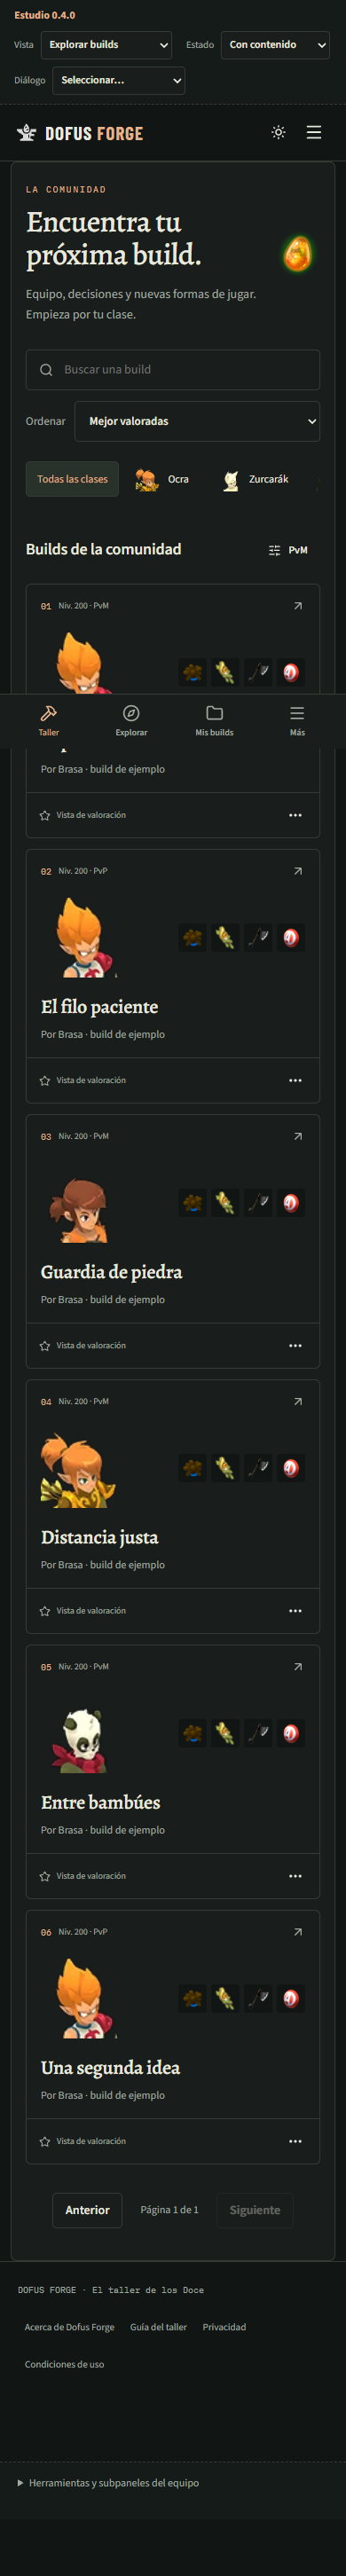 Estudio 0.4.0
Vista Explorar builds Estado Con contenido
Diálogo Seleccionar...
DOFUS FORGE
LA COMUNIDAD
Encuentra tu
próxima build.
Equipo, decisiones y nuevas formas de jugar.
Empieza por tu clase.
Buscar una build
Ordenar Mejor valoradas
Todas las clases Ocra Zurcarák
Builds de la comunidad PvM
01 Niv. 200 · PvM
Taller Explorar Mis builds Más
Por Brasa · build de ejemplo
Vista de valoración
02 Niv. 200 · PvP
El filo paciente
Por Brasa · build de ejemplo
Vista de valoración
03 Niv. 200 · PvM
Guardia de piedra
Por Brasa · build de ejemplo
Vista de valoración
04 Niv. 200 · PvM
Distancia justa
Por Brasa · build de ejemplo
Vista de valoración
05 Niv. 200 · PvM
Entre bambúes
Por Brasa · build de ejemplo
Vista de valoración
06 Niv. 200 · PvP
Una segunda idea
Por Brasa · build de ejemplo
Vista de valoración
Anterior Página 1 de 1 Siguiente
DOFUS FORGE · El taller de los Doce
Acerca de Dofus Forge Guía del taller Privacidad
Condiciones de uso
Herramientas y subpaneles del equipo